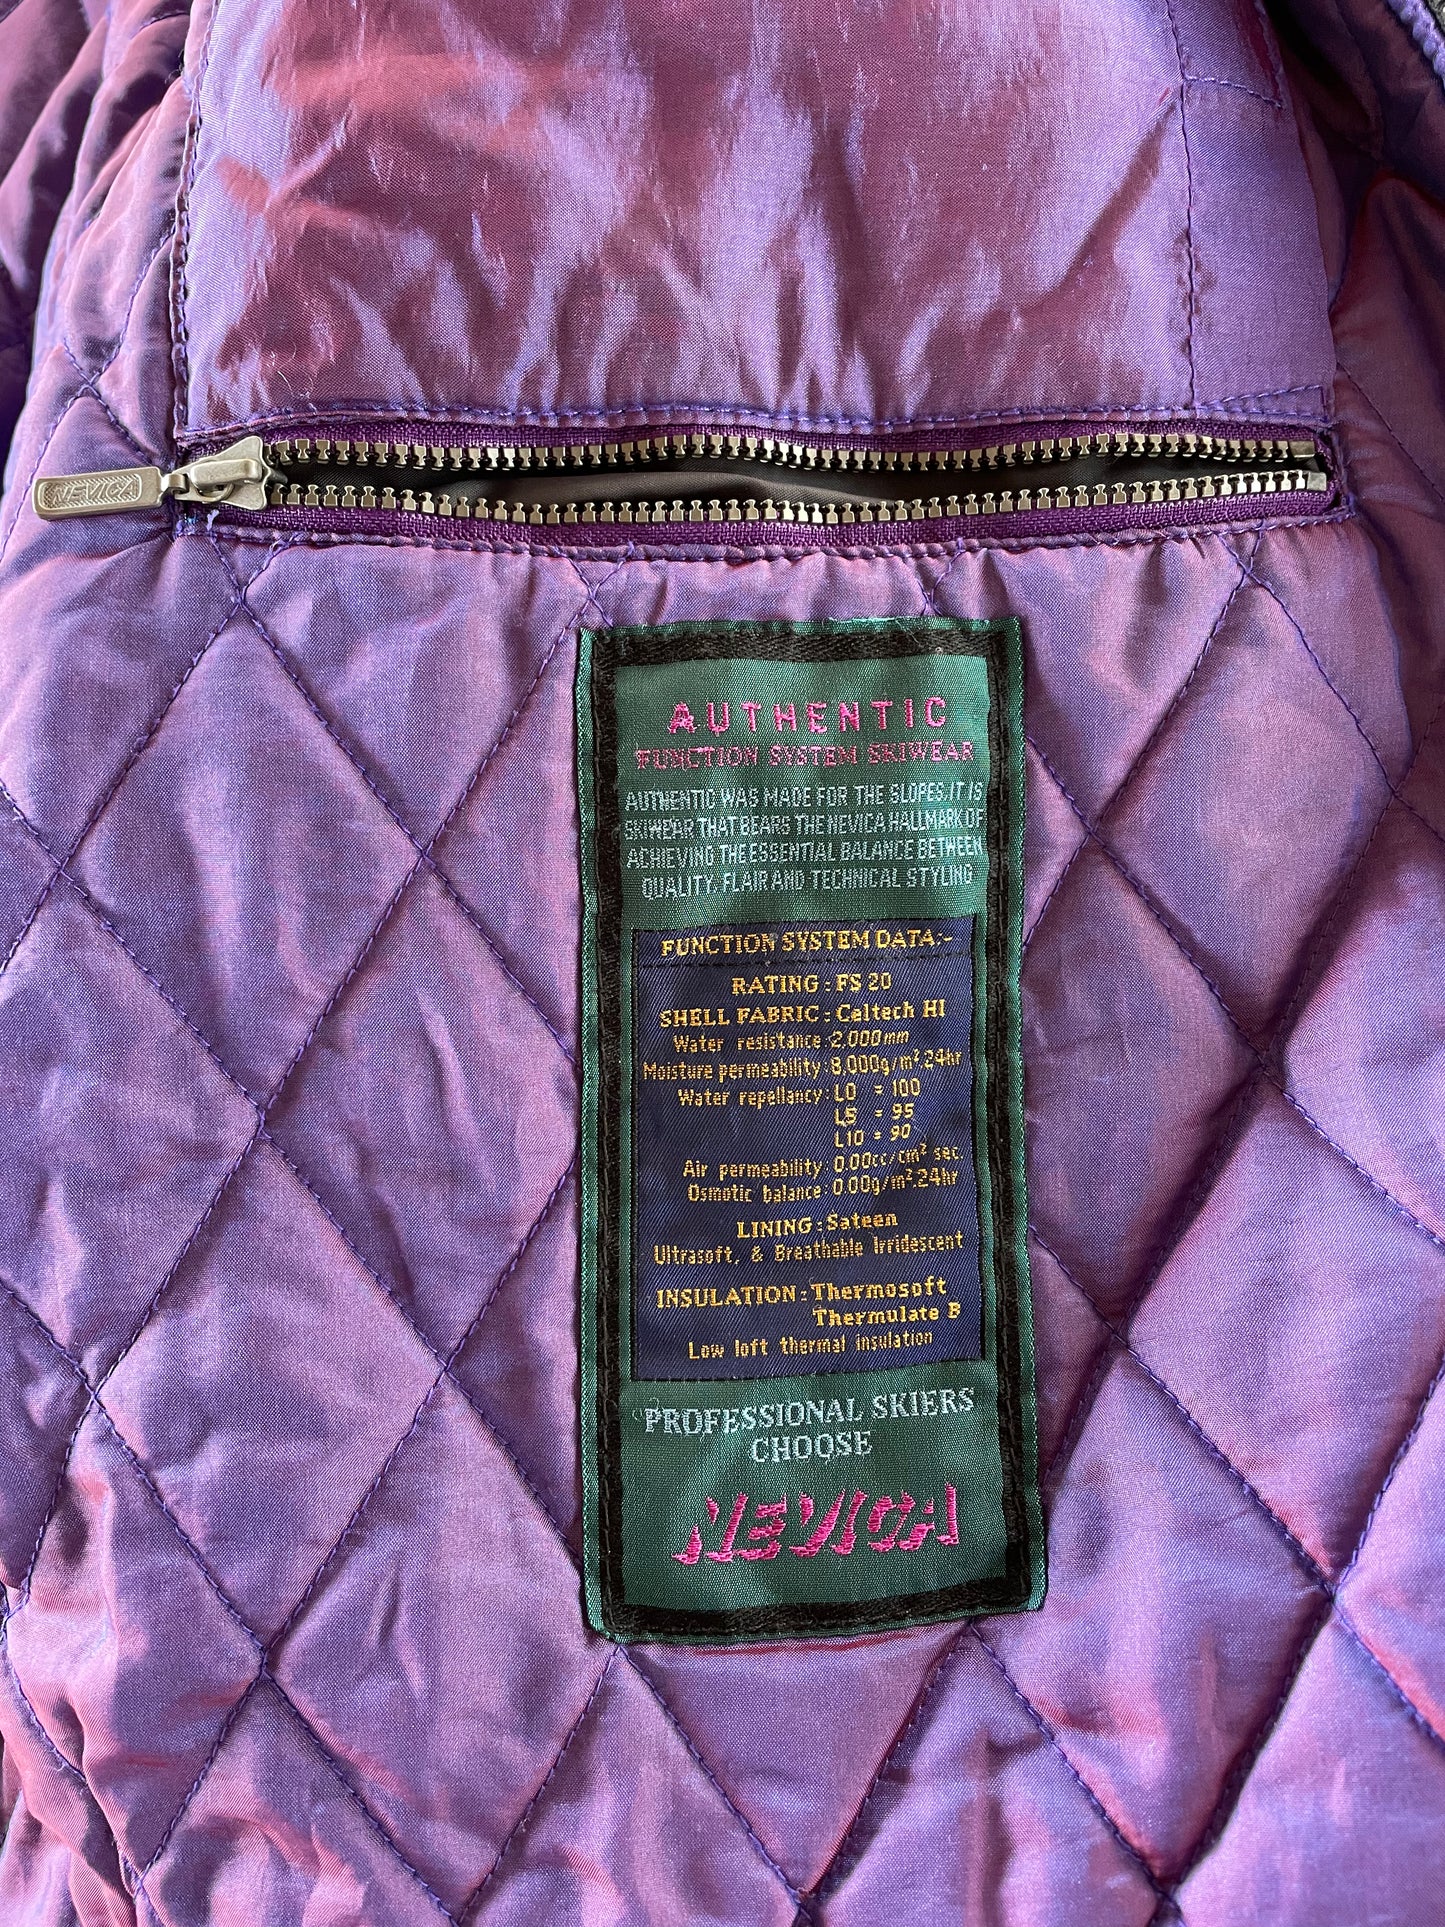 NEVICA
AUTHENTIC
FUNCTION SYSTEM SKIWEAR
AUTHENTIC WAS MADE FOR THE SLOPES.IT IS
SKIWEAR THAT BEARS THE NEVICA HALLMARK OF
ACHIEVING THE ESSENTIAL BALANCE BETWEEN
QUALITY, FLAIR AND TECHNICAL STYLING
FUNCTION SYSTEM DATA:-
RATING : FS 20
SHELL FABRIC : Celtech HI
Water resistance :2,000mm
Moisture permeability: 8,000g/m².24hr
Water repellancy: L0 = 100
L5 = 95
L10 = 90
Air permeability: 0.00cc/cm² sec.
Osmotic balance: 0.00g/m².24hr
LINING : Sateen
Ultrasoft, & Breathable Irridescent
INSULATION : Thermosoft
Thermulate B
Low loft thermal insulation
PROFESSIONAL SKIERS
CHOOSE
NEVICA